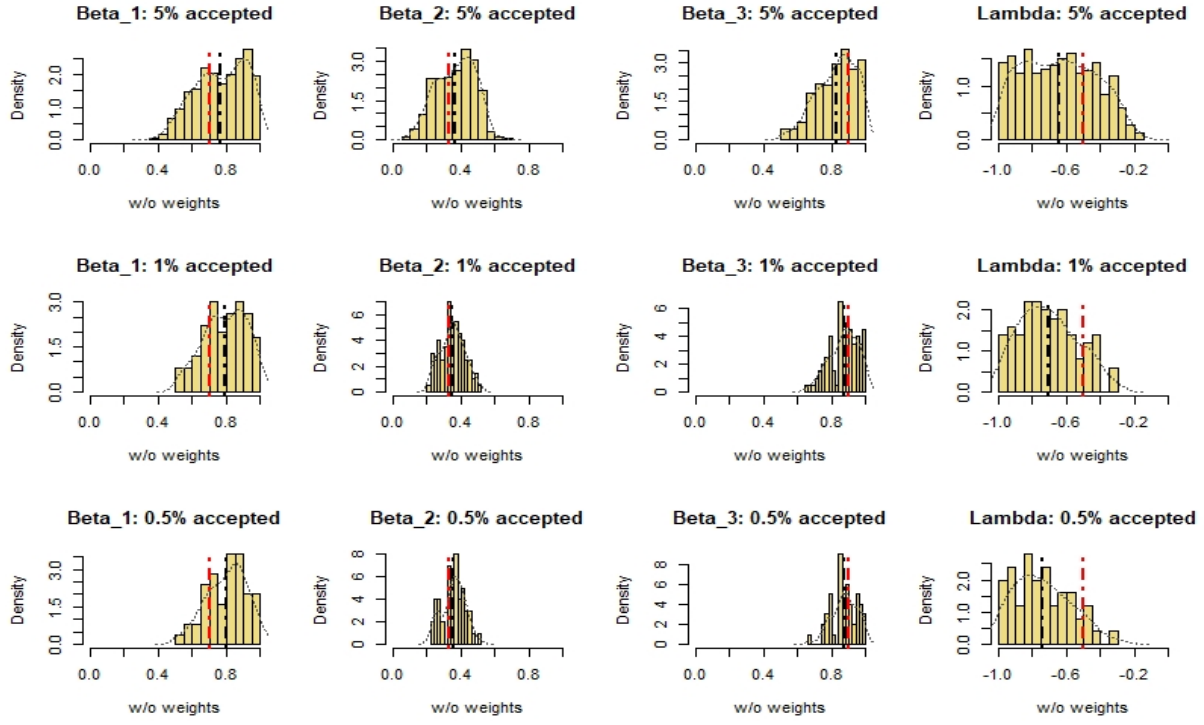 Beta_1: 5% accepted
Density
0.0 1.0 2.0
0.0 0.4 0.8
w/o weights
Beta_2: 5% accepted
Density
0.0 1.5 3.0
0.0 0.4 0.8
w/o weights
Beta_3: 5% accepted
Density
0.0 1.5 3.0
0.0 0.4 0.8
w/o weights
Lambda: 5% accepted
Density
0.0 1.0
-1.0 -0.6 -0.2
w/o weights
Beta_1: 1% accepted
Density
0.0 1.5 3.0
0.0 0.4 0.8
w/o weights
Beta_2: 1% accepted
Density
0 2 4 6
0.0 0.4 0.8
w/o weights
Beta_3: 1% accepted
Density
0 2 4 6
0.0 0.4 0.8
w/o weights
Lambda: 1% accepted
Density
0.0 1.0 2.0
-1.0 -0.6 -0.2
w/o weights
Beta_1: 0.5% accepted
Density
0.0 1.5 3.0
0.0 0.4 0.8
w/o weights
Beta_2: 0.5% accepted
Density
0 2 4 6 8
0.0 0.4 0.8
w/o weights
Beta_3: 0.5% accepted
Density
0 2 4 6 8
0.0 0.4 0.8
w/o weights
Lambda: 0.5% accepted
Density
0.0 1.0 2.0
-1.0 -0.6 -0.2
w/o weights